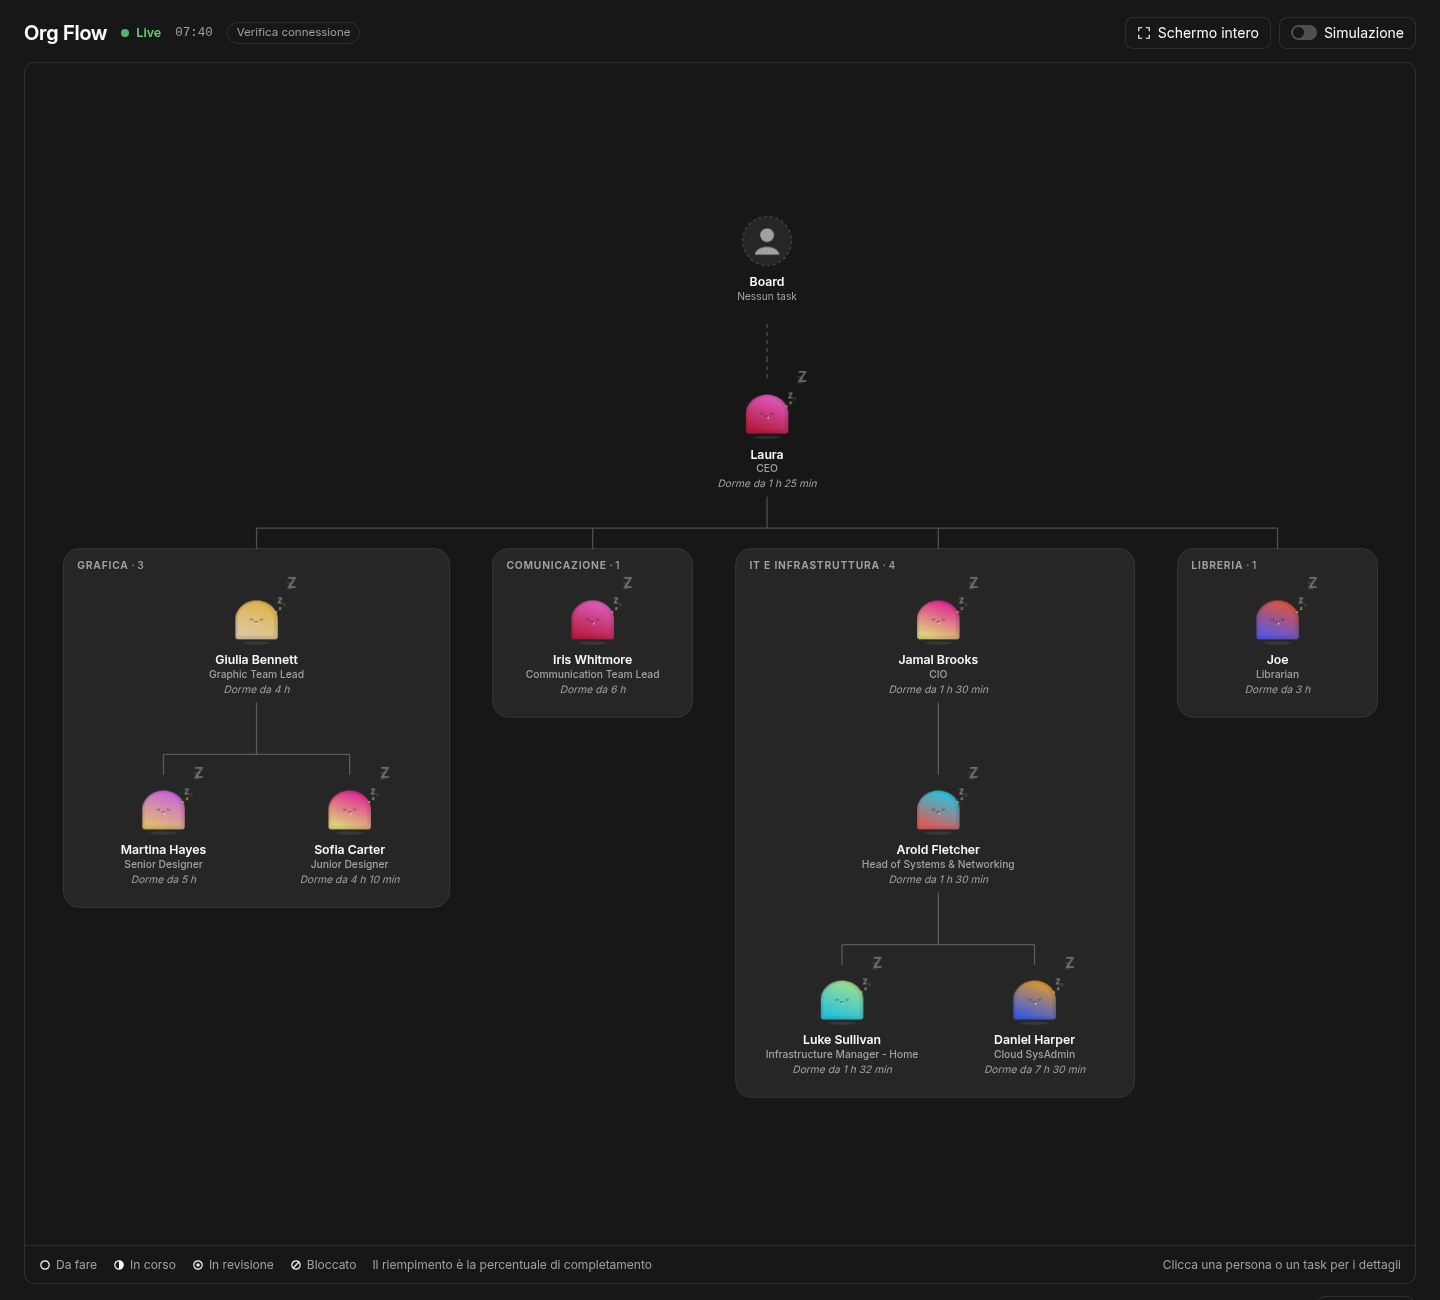 Org Flow
Live
07:40
Verifica connessione
Schermo intero
Simulazione
Board
Nessun task
Z
z
Laura
CEO
Dorme da 1 h 25 min
GRAFICA · 3
Z
z
Giulia Bennett
Graphic Team Lead
Dorme da 4 h
Z
z
Martina Hayes
Senior Designer
Dorme da 5 h
Z
z
Sofia Carter
Junior Designer
Dorme da 4 h 10 min
COMUNICAZIONE · 1
Z
z
Iris Whitmore
Communication Team Lead
Dorme da 6 h
IT E INFRASTRUTTURA · 4
Z
z
Jamal Brooks
CIO
Dorme da 1 h 30 min
Z
z
Arold Fletcher
Head of Systems & Networking
Dorme da 1 h 30 min
Z
z
Luke Sullivan
Infrastructure Manager - Home
Dorme da 1 h 32 min
Z
z
Daniel Harper
Cloud SysAdmin
Dorme da 7 h 30 min
LIBRERIA · 1
Z
z
Joe
Librarian
Dorme da 3 h
Da fare
In corso
In revisione
Bloccato
Il riempimento è la percentuale di completamento
Clicca una persona o un task per i dettagli